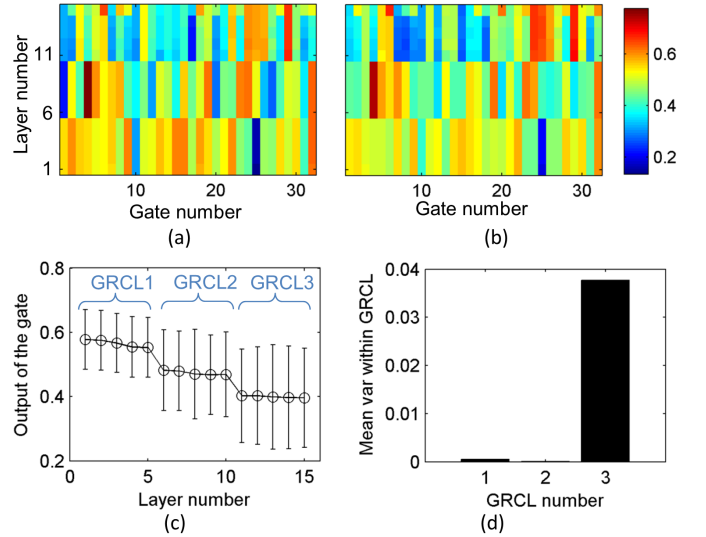 Layer number
11
6
1
10
20
30
Gate number
(a)
10
20
30
Gate number
(b)
0.6
0.4
0.2
Output of the gate
0.8
0.6
0.4
0.2
GRCL1
GRCL2
GRCL3
0
5
10
15
Layer number
(c)
Mean var within GRCL
0.04
0.03
0.02
0.01
0
1
2
3
GRCL number
(d)